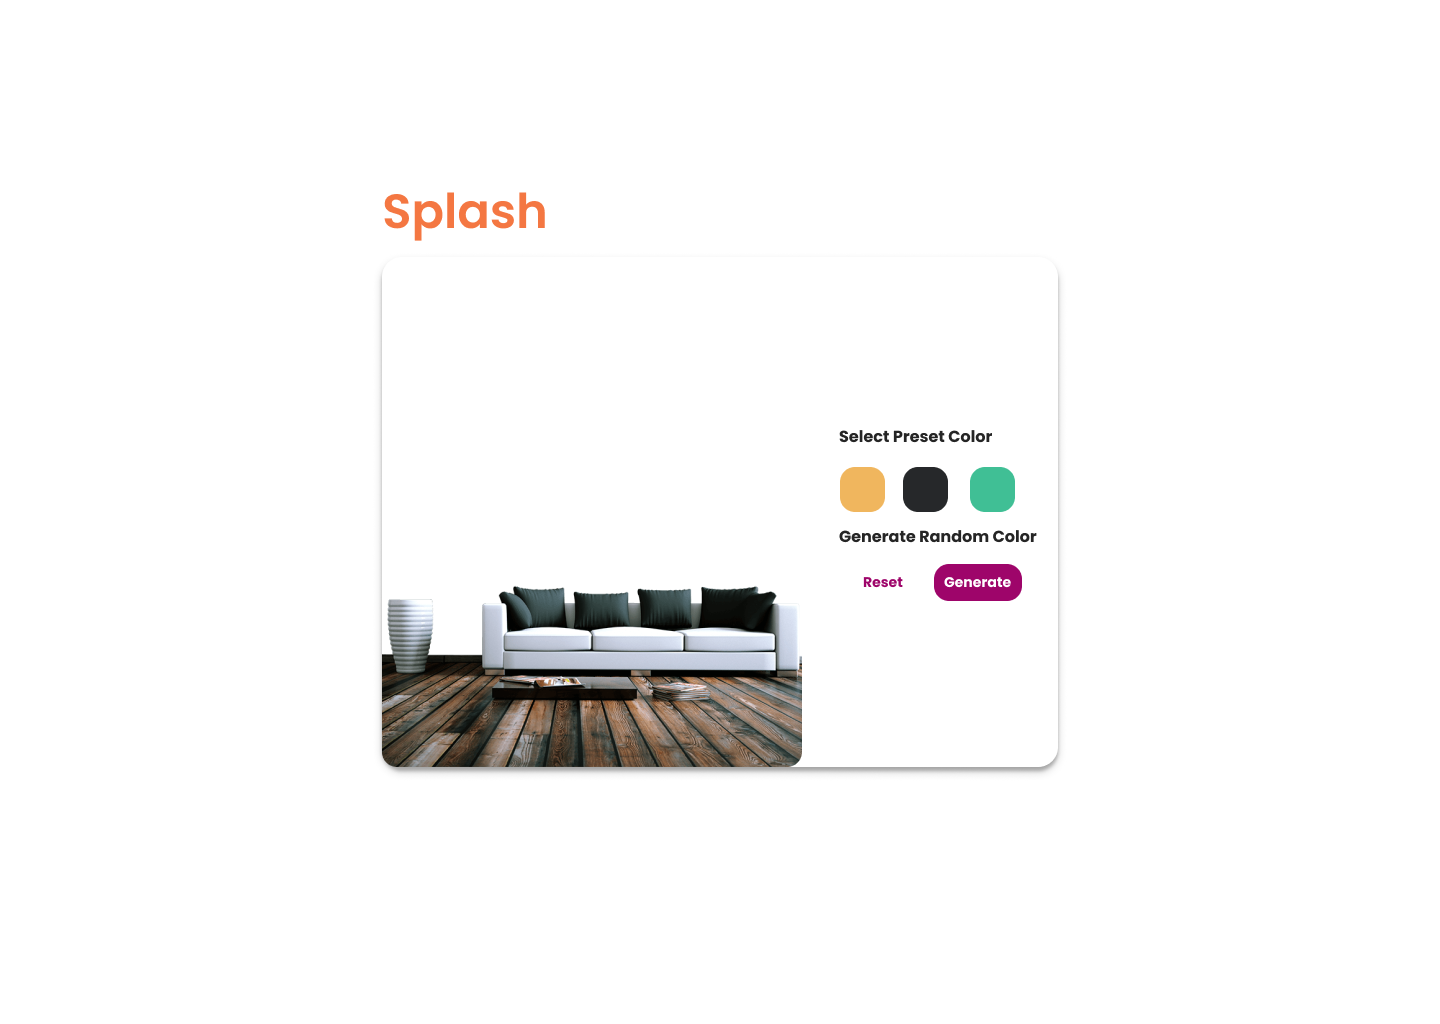 Splash
Select Preset Color
Generate Random Color
Reset
Generate